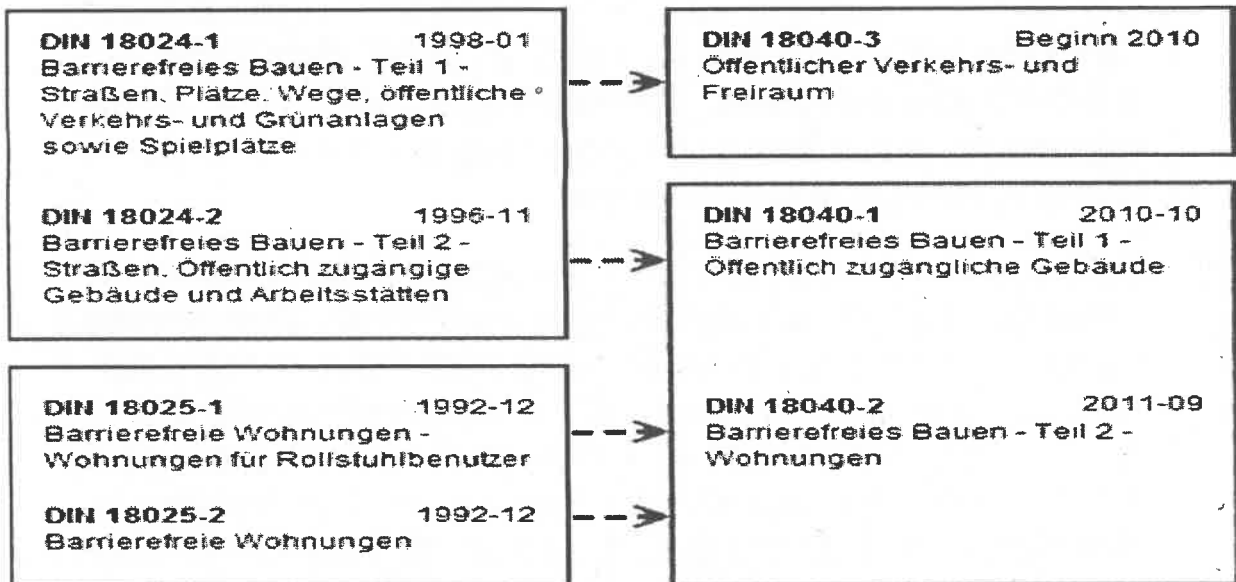 DIN 18024-1 1998-01
Barrierefreies Bauen - Teil 1 -
Straßen, Plätze, Wege, öffentliche
Verkehrs- und Grünanlagen
sowie Spielplätze
DIN 18024-2 1996-11
Barrierefreies Bauen - Teil 2 -
Straßen, Öffentlich zugängige
Gebäude und Arbeitsstätten
DIN 18025-1 1992-12
Barrierefreie Wohnungen -
Wohnungen für Rollstuhlbenutzer
DIN 18025-2 1992-12
Barrierefreie Wohnungen
DIN 18040-3 Beginn 2010
Öffentlicher Verkehrs- und
Freiraum
DIN 18040-1 2010-10
Barrierefreies Bauen - Teil 1 -
Öffentlich zugängliche Gebäude
DIN 18040-2 2011-09
Barrierefreies Bauen - Teil 2 -
Wohnungen